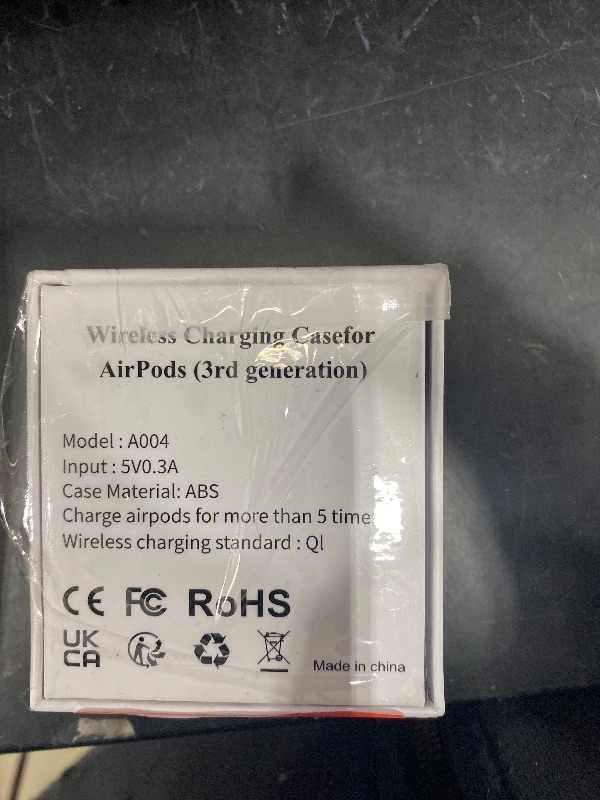 Wireless Charging Casefor
AirPods (3rd generation)
Model : A004
Input : 5V0.3A
Case Material: ABS
Charge airpods for more than 5 time
Wireless charging standard : Ql
CE FC RoHS
UK
CA
Made in china